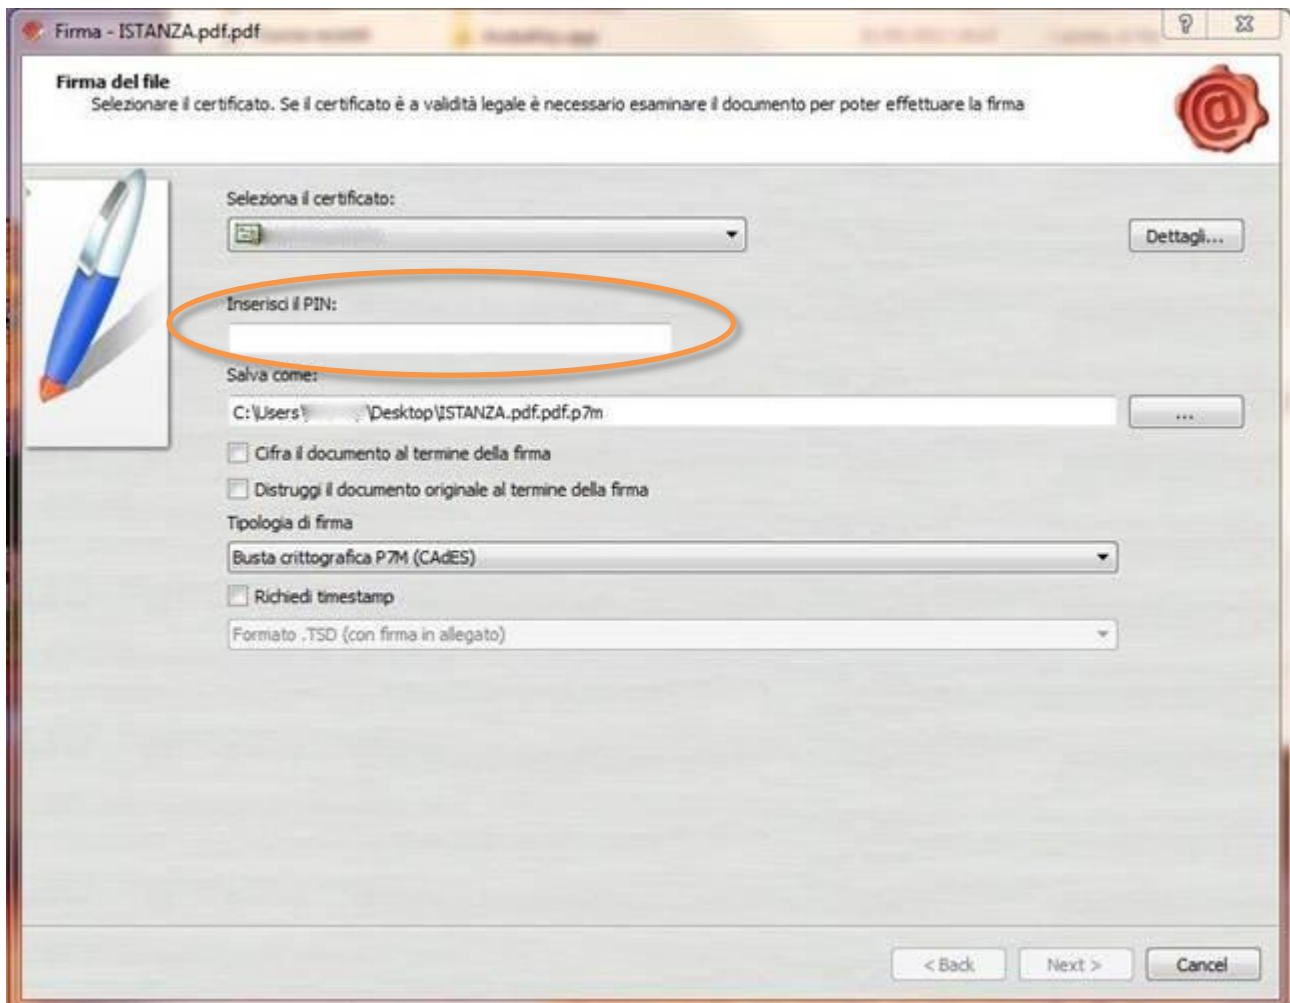 Firma - ISTANZA.pdf.pdf
Firma del file
Selezionare il certificato. Se il certificato è a validità legale è necessario esaminare il documento per poter effettuare la firma
Seleziona il certificato:
Dettagli...
Inserisci il PIN:
Salva come:
C:\Users\ \Desktop\ISTANZA.pdf.pdf.p7m
...
Cifra il documento al termine della firma
Distruggi il documento originale al termine della firma
Tipologia di firma
Busta crittografica P7M (CAdES)
Richiedi timestamp
Formato .TSD (con firma in allegato)
< Back Next > Cancel